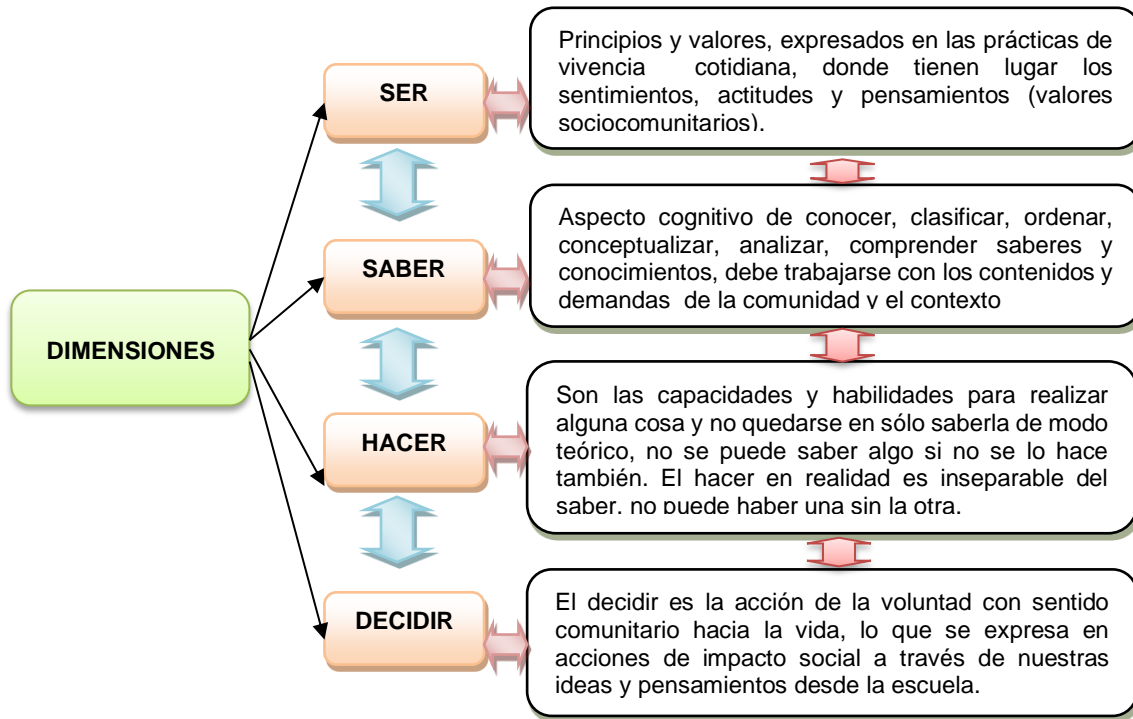 DIMENSIONES
SER
Principios y valores, expresados en las prácticas de
vivencia cotidiana, donde tienen lugar los
sentimientos, actitudes y pensamientos (valores
sociocomunitarios).
SABER
Aspecto cognitivo de conocer, clasificar, ordenar,
conceptualizar, analizar, comprender saberes y
conocimientos, debe trabajarse con los contenidos y
demandas de la comunidad y el contexto
HACER
Son las capacidades y habilidades para realizar
alguna cosa y no quedarse en sólo saberla de modo
teórico, no se puede saber algo si no se lo hace
también. El hacer en realidad es inseparable del
saber, no puede haber una sin la otra.
DECIDIR
El decidir es la acción de la voluntad con sentido
comunitario hacia la vida, lo que se expresa en
acciones de impacto social a través de nuestras
ideas y pensamientos desde la escuela.